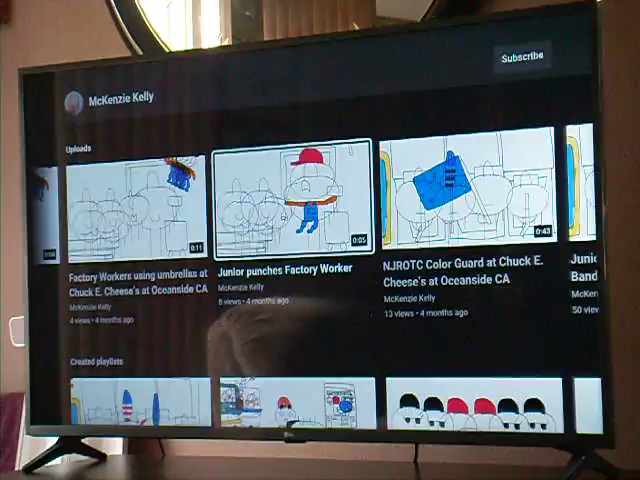 Subscribe
McKenzie Kelly
Uploads
0:11
0:05
0:43
Factory Workers using umbrellas at
Chuck E. Cheese's at Oceanside CA
McKenzie Kelly
4 views • 4 months ago
Junior punches Factory Worker
McKenzie Kelly
8 views • 4 months ago
NJROTC Color Guard at Chuck E.
Cheese's at Oceanside CA
McKenzie Kelly
13 views • 4 months ago
Junio
Band
McKen
50 view
Created playlists